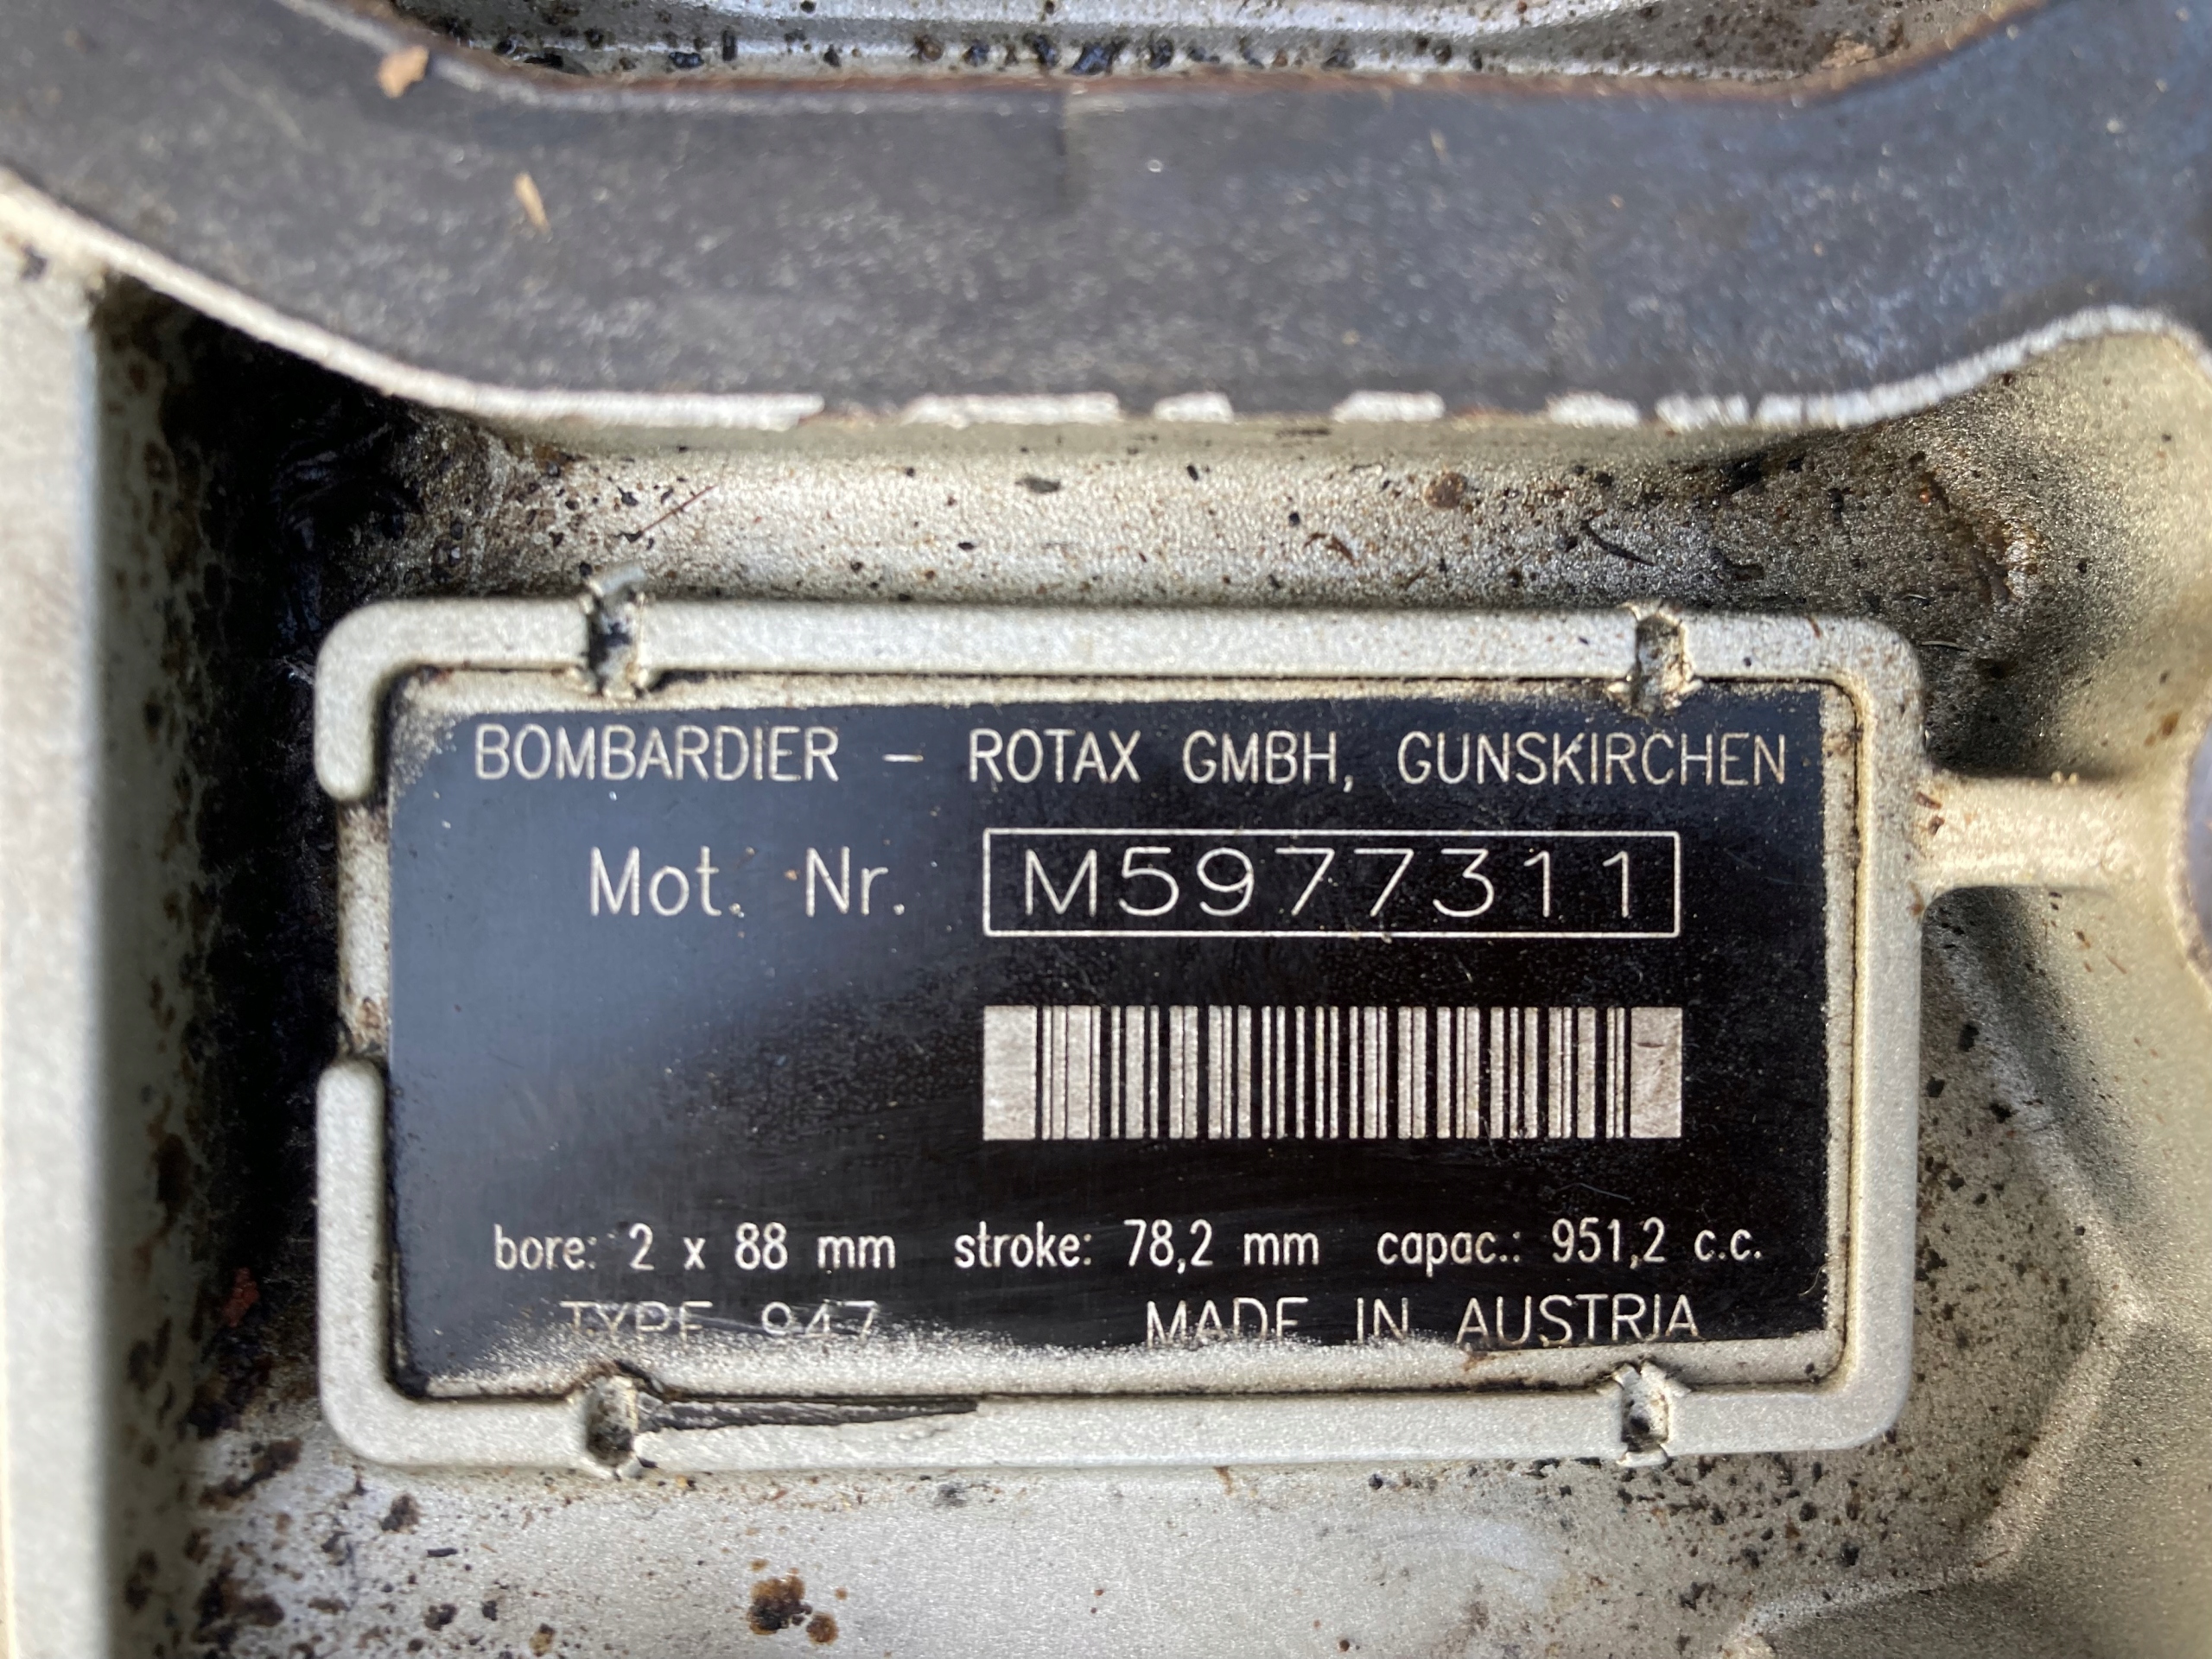 BOMBARDIER - ROTAX GMBH, GUNSKIRCHEN
Mot. Nr. M5977311
bore: 2 x 88 mm stroke: 78,2 mm capac.: 951,2 c.c.
TYPE 947 MADE IN AUSTRIA